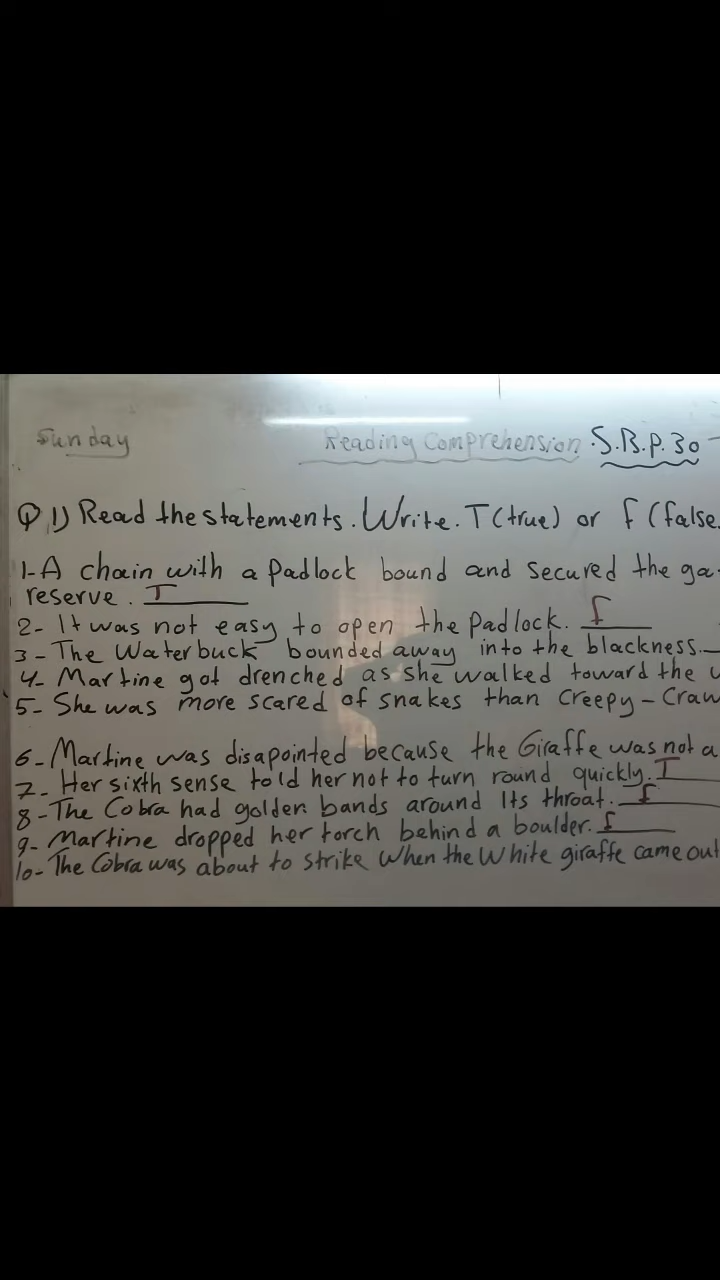 Sunday Reading Comprehension . S.B.P. 30
Q 1) Read the statements. Write. T (true) or f (false.
1-A chain with a padlock bound and secured the ga
reserve. T
2- It was not easy to open the padlock. f
3- The Waterbuck bounded away into the blackness.
4- Martine got drenched as she walked toward the
5- She was more scared of snakes than creepy-Craw
6- Martine was disapointed because the Giraffe was not a
7- Her sixth sense told her not to turn round quickly. T
8- The Cobra had golden bands around Its throat. f
9- Martine dropped her torch behind a boulder. f
10- The Cobra was about to strike When the White giraffe came out